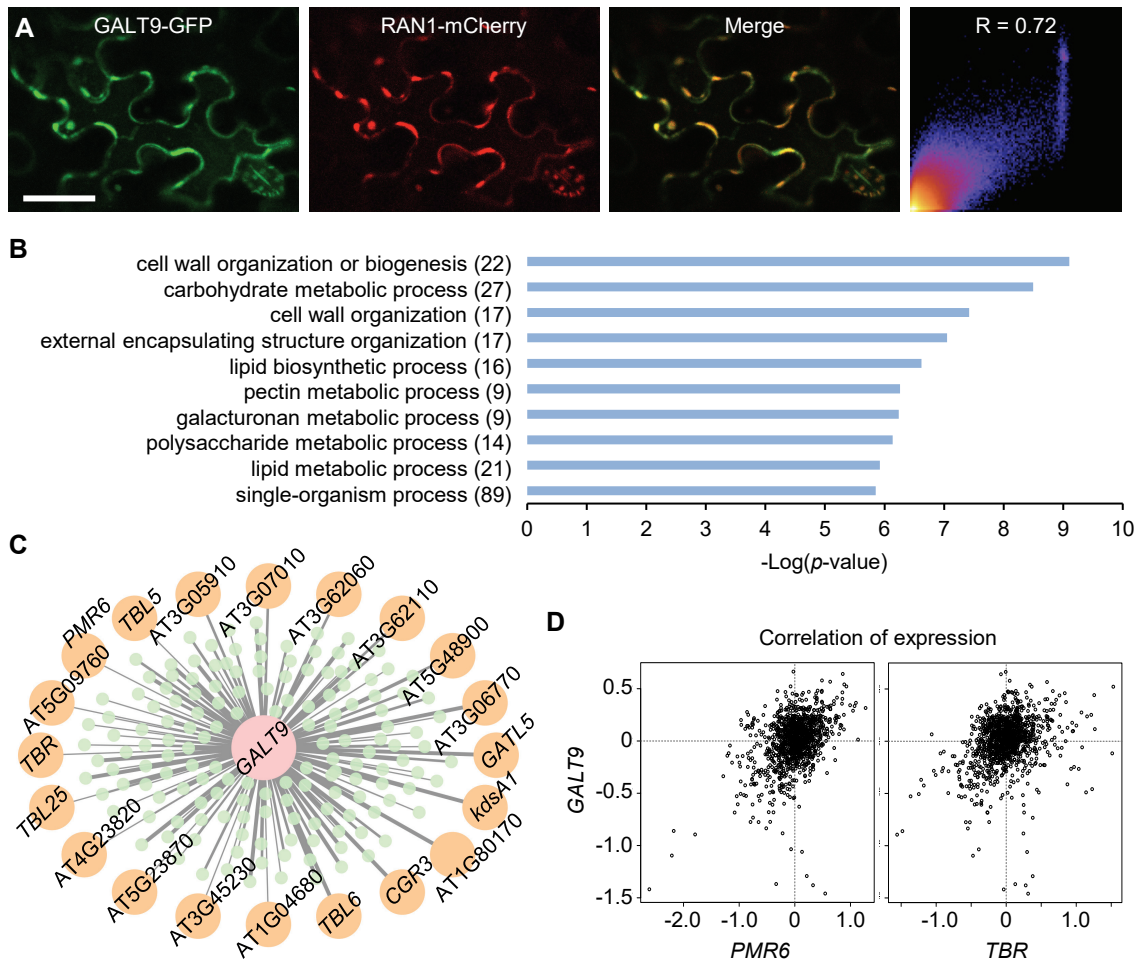 A
GALT9-GFP
RAN1-mCherry
Merge
R = 0.72
B
cell wall organization or biogenesis (22)
carbohydrate metabolic process (27)
cell wall organization (17)
external encapsulating structure organization (17)
lipid biosynthetic process (16)
pectin metabolic process (9)
galacturonan metabolic process (9)
polysaccharide metabolic process (14)
lipid metabolic process (21)
single-organism process (89)
0 1 2 3 4 5 6 7 8 9 10
-Log(p-value)
C
GALT9
PMR6
TBL5
AT3G05910
AT3G07010
AT3G62060
AT3G62110
AT5G48900
AT3G06770
GATL5
kdsA1
AT1G80170
CGR3
TBL6
AT1G04680
AT3G45230
AT5G23870
AT4G23820
TBL25
TBR
AT5G09760
D
Correlation of expression
GALT9
0.5
0
-0.5
-1.0
-1.5
-2.0 -1.0 0 1.0
PMR6
-1.0 0 1.0
TBR